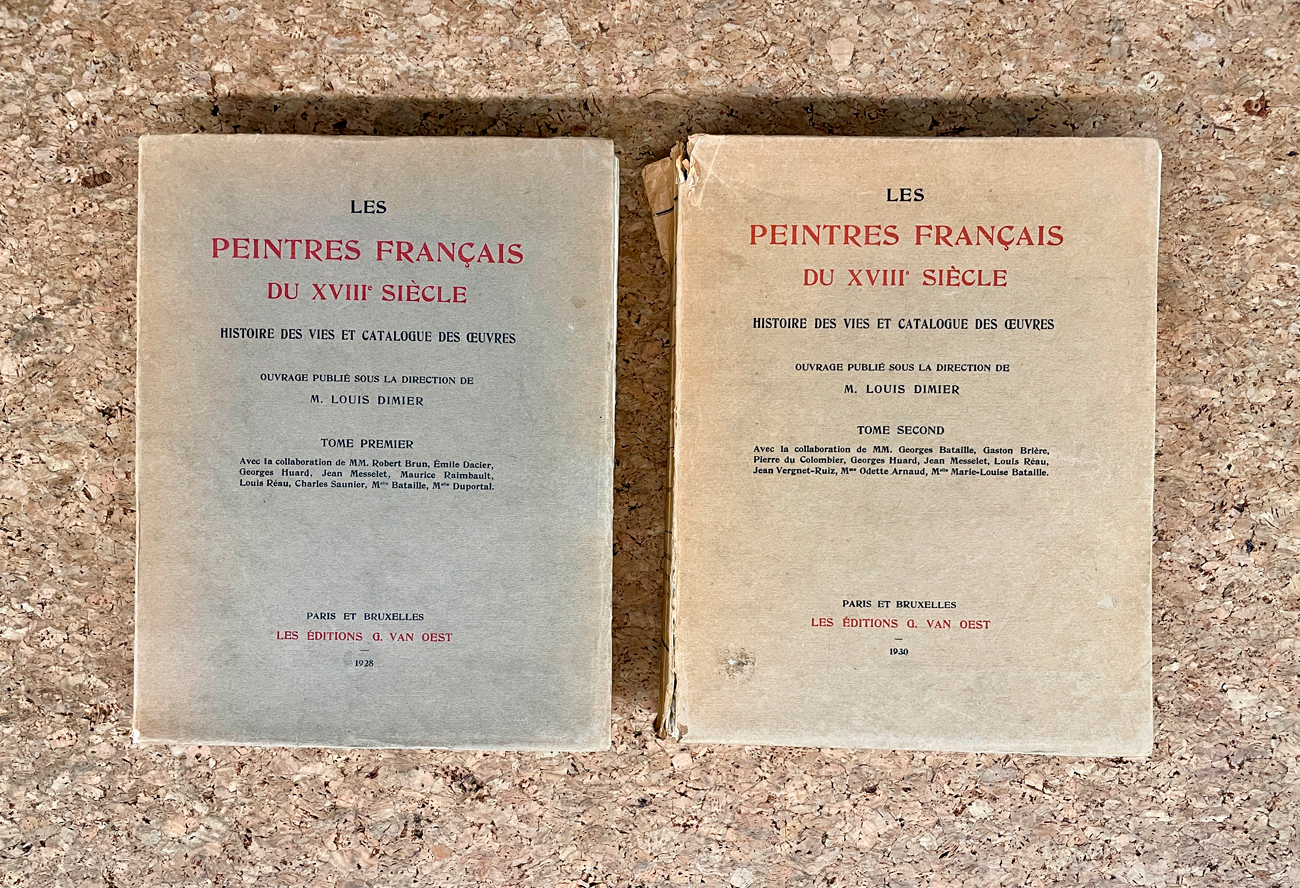 LES
PEINTRES FRANÇAIS
DU XVIIIᵉ SIÈCLE
HISTOIRE DES VIES ET CATALOGUE DES ŒUVRES
OUVRAGE PUBLIÉ SOUS LA DIRECTION DE
M. LOUIS DIMIER
TOME PREMIER
Avec la collaboration de MM. Robert Brun, Émile Dacier,
Georges Huard, Jean Messelet, Maurice Raimbault,
Louis Réau, Charles Saunier, Mˡˡᵉ Bataille, Mˡˡᵉ Duportal.
PARIS ET BRUXELLES
LES ÉDITIONS G. VAN OEST
1928
LES
PEINTRES FRANÇAIS
DU XVIIIᵉ SIÈCLE
HISTOIRE DES VIES ET CATALOGUE DES ŒUVRES
OUVRAGE PUBLIÉ SOUS LA DIRECTION DE
M. LOUIS DIMIER
TOME SECOND
Avec la collaboration de MM. Georges Bataille, Gaston Brière,
Pierre du Colombier, Georges Huard, Jean Messelet, Louis Réau,
Jean Vergnet-Ruiz, Mᵐᵉ Odette Arnaud, Mˡˡᵉ Marie-Louise Bataille.
PARIS ET BRUXELLES
LES ÉDITIONS G. VAN OEST
1930